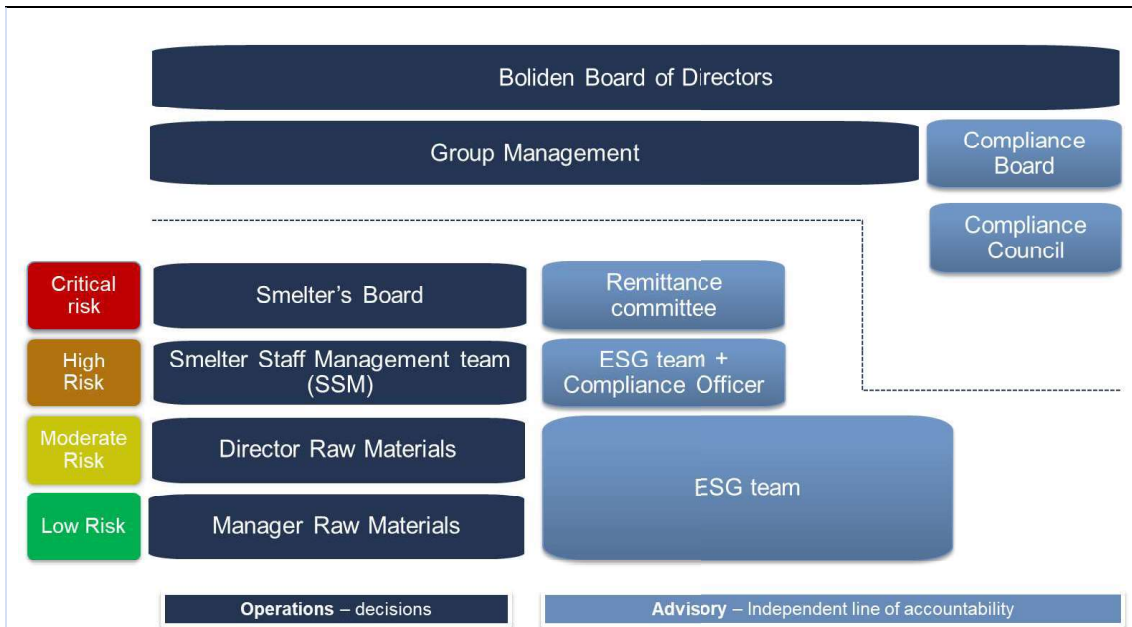 Boliden Board of Directors
Group Management
Compliance
Board
Compliance
Council
Critical
risk
Smelter's Board
Remittance
committee
High
Risk
Smelter Staff Management team
(SSM)
ESG team +
Compliance Officer
Moderate
Risk
Director Raw Materials
ESG team
Low Risk
Manager Raw Materials
Operations – decisions
Advisory – Independent line of accountability